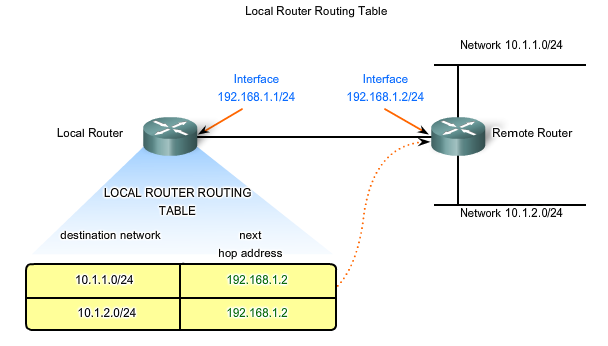 Local Router Routing Table
Network 10.1.1.0/24
Interface
192.168.1.1/24
Interface
192.168.1.2/24
Local Router
Remote Router
LOCAL ROUTER ROUTING
TABLE
Network 10.1.2.0/24
destination network
next
hop address
10.1.1.0/24 192.168.1.2
10.1.2.0/24 192.168.1.2